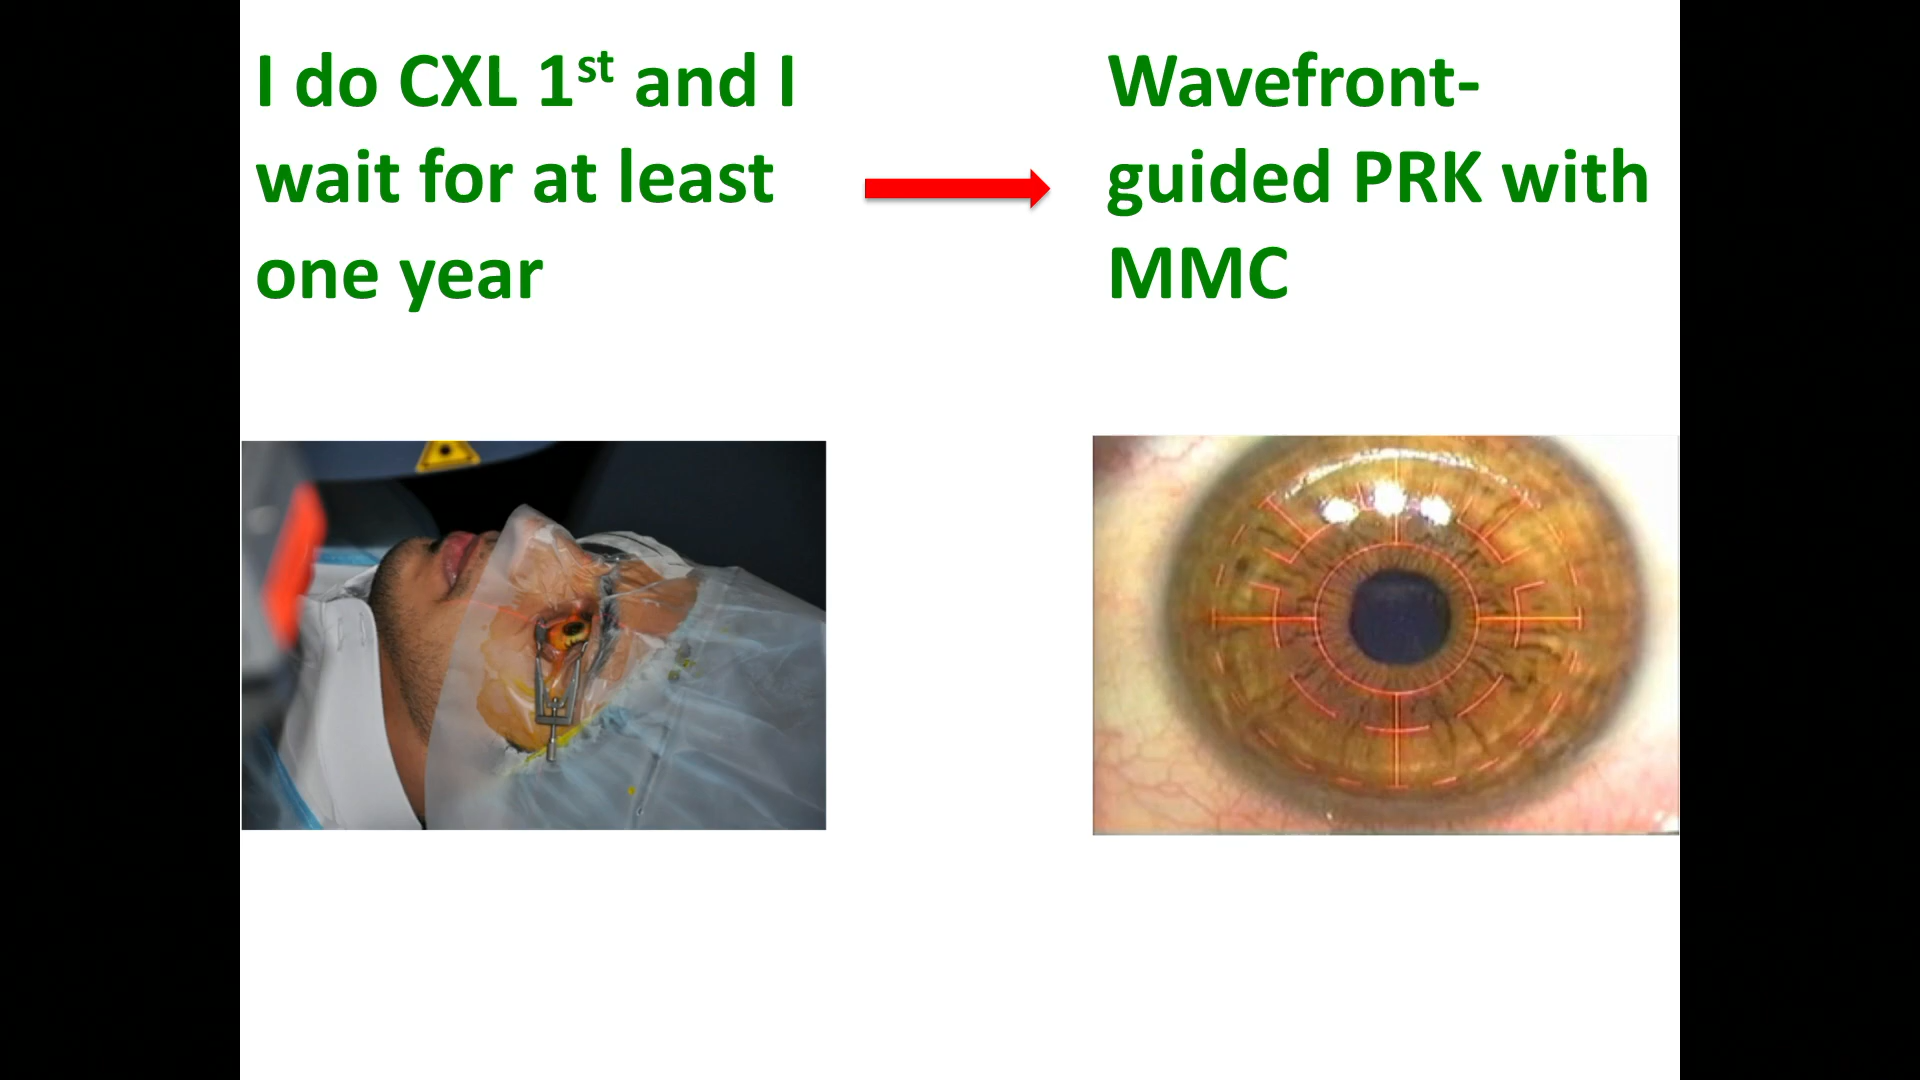 I do CXL 1st and I
wait for at least
one year
Wavefront-
guided PRK with
MMC